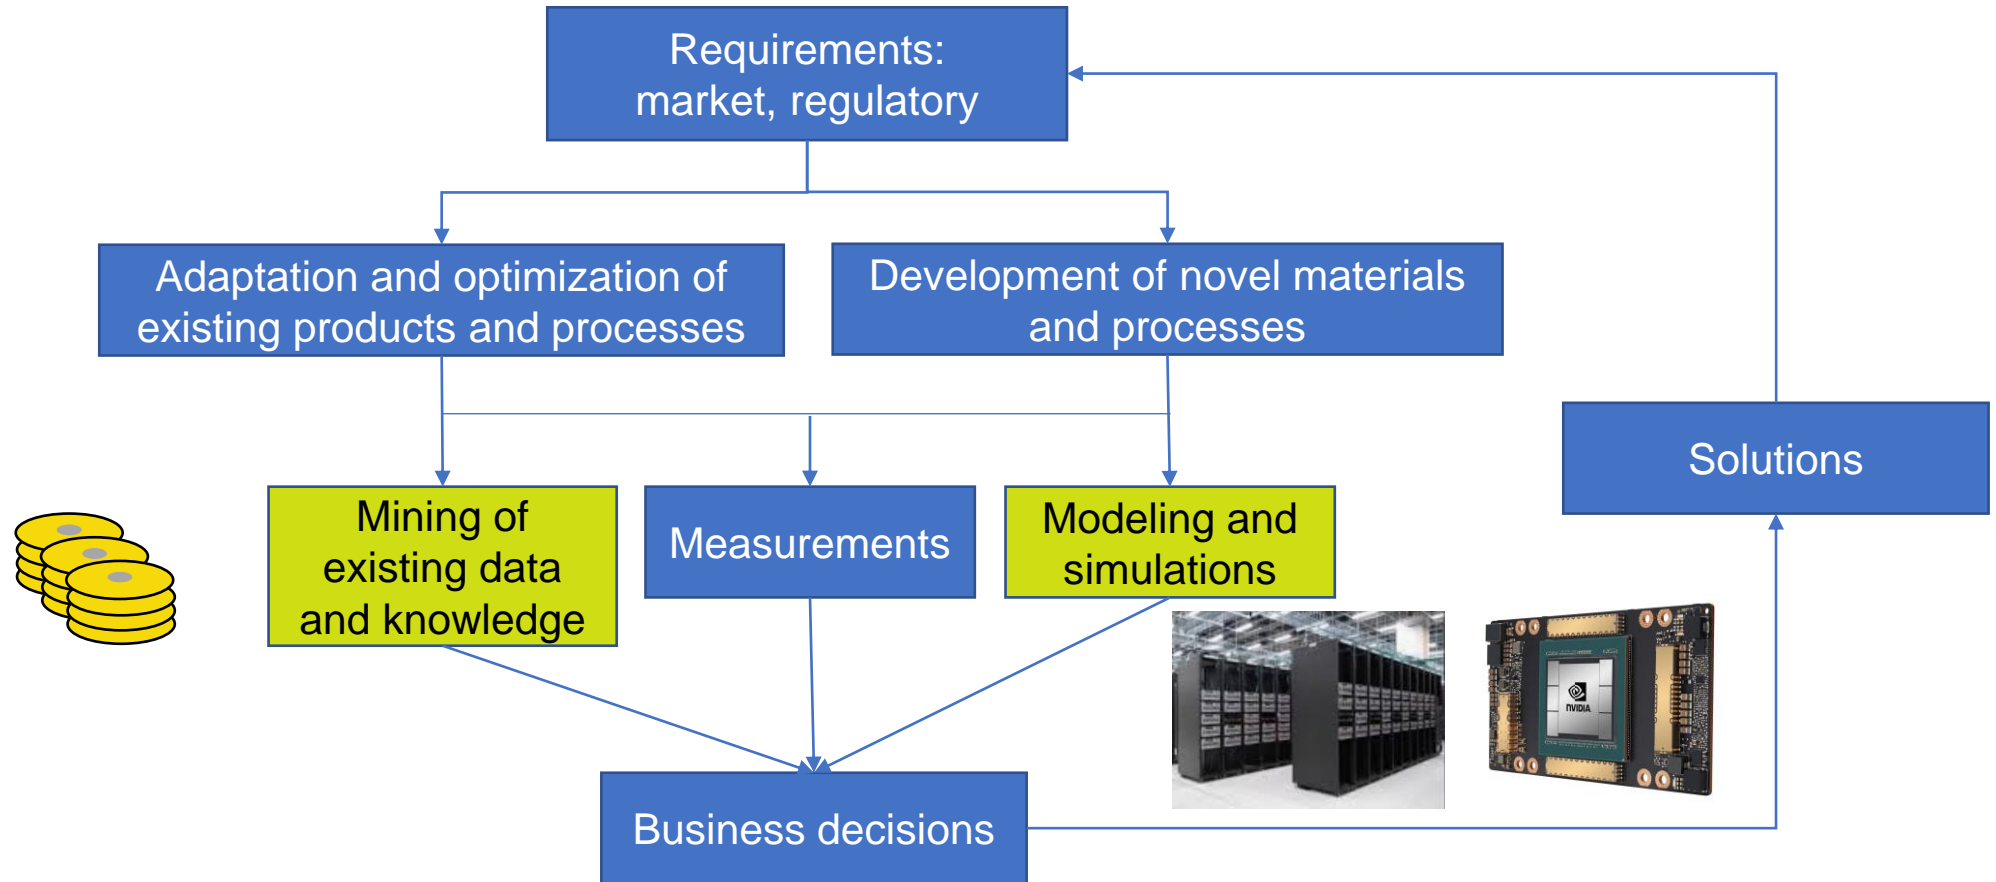 Requirements:
market, regulatory
Adaptation and optimization of
existing products and processes
Development of novel materials
and processes
Solutions
Mining of
existing data
and knowledge
Measurements
Modeling and
simulations
NVIDIA
Business decisions